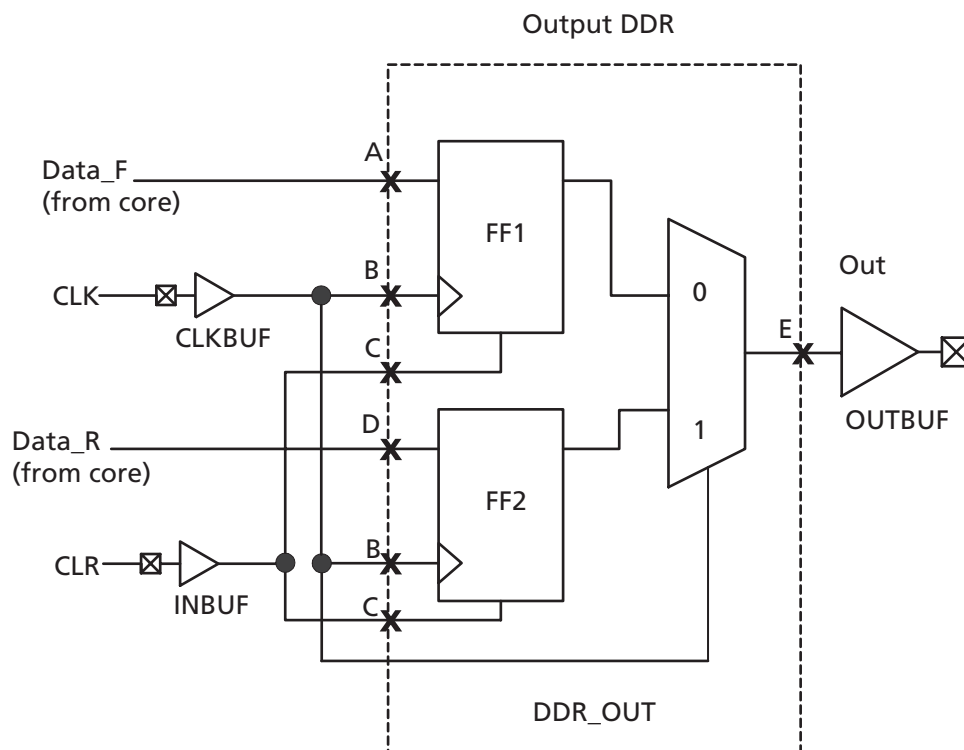 Output DDR
A
Data_F
(from core)
FF1
B
CLK
CLKBUF
0
Out
C
E
D
Data_R
(from core)
1
OUTBUF
FF2
B
CLR
INBUF
C
DDR_OUT